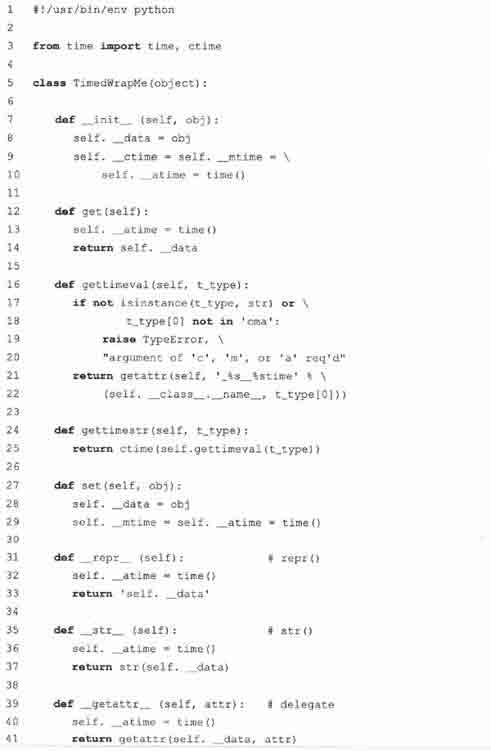 1 #!/usr/bin/env python
2
3 from time import time, ctime
4
5 class TimedWrapMe(object):
6
7 def __init__ (self, obj):
8 self. __data = obj
9 self. __ctime = self. __mtime = \
10 self. __atime = time()
11
12 def get(self):
13 self. __atime = time()
14 return self. __data
15
16 def gettimeval(self, t_type):
17 if not isinstance(t_type, str) or \
18 t_type[0] not in 'cma':
19 raise TypeError, \
20 "argument of 'c', 'm', or 'a' req'd"
21 return getattr(self, '_%s__%stime' % \
22 (self. __class__.__name__, t_type[0]))
23
24 def gettimestr(self, t_type):
25 return ctime(self.gettimeval(t_type))
26
27 def set(self, obj):
28 self. __data = obj
29 self. __mtime = self. __atime = time()
30
31 def __repr__ (self): # repr()
32 self. __atime = time()
33 return 'self. __data'
34
35 def __str__ (self): # str()
36 self. __atime = time()
37 return str(self. __data)
38
39 def __getattr__ (self, attr): # delegate
40 self. __atime = time()
41 return getattr(self. __data, attr)